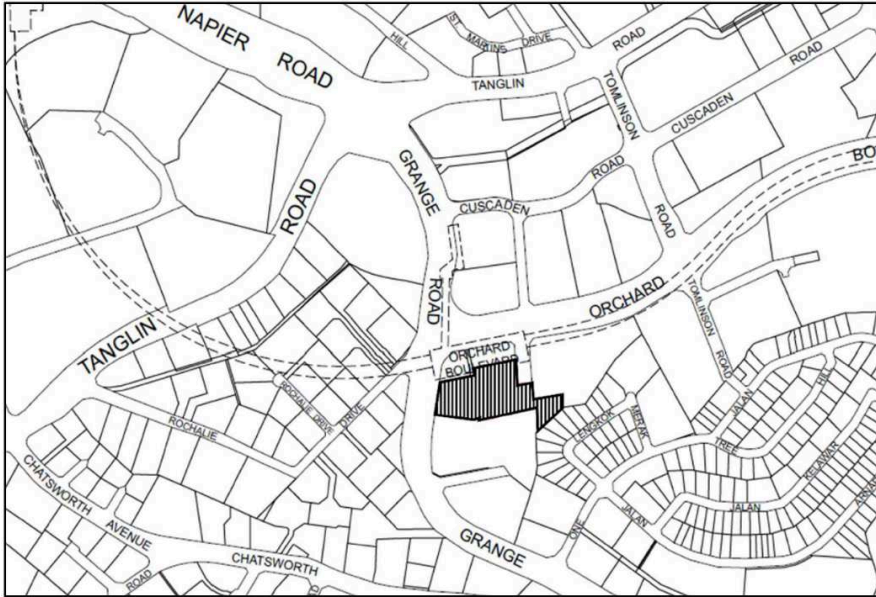 NAPIER ROAD
HILL
ST. MARTINS DRIVE
TANGLIN ROAD
TOMLINSON ROAD
CUSCADEN ROAD
GRANGE ROAD
CUSCADEN ROAD
TANGLIN ROAD
ORCHARD
ORCHARD
BOULEVARD
TOMLINSON ROAD
ROCHALIE DRIVE
ROCHALIE DRIVE
LENGKOK MERAK
JALAN
ONE TREE HILL
JALAN KELAWAR
JALAN
CHATSWORTH AVENUE
CHATSWORTH
ROAD
GRANGE